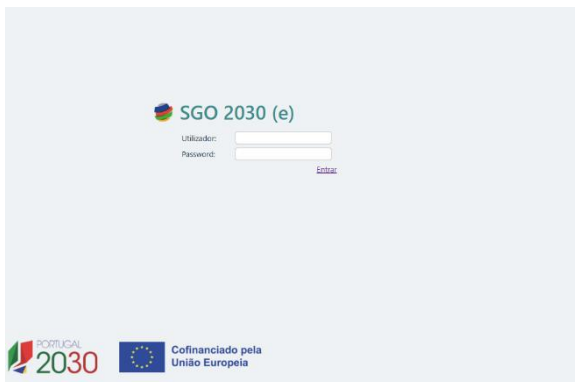 SGO 2030 (e)
Utilizador:
Password:
Entrar
PORTUGAL
2030
Cofinanciado pela
União Europeia